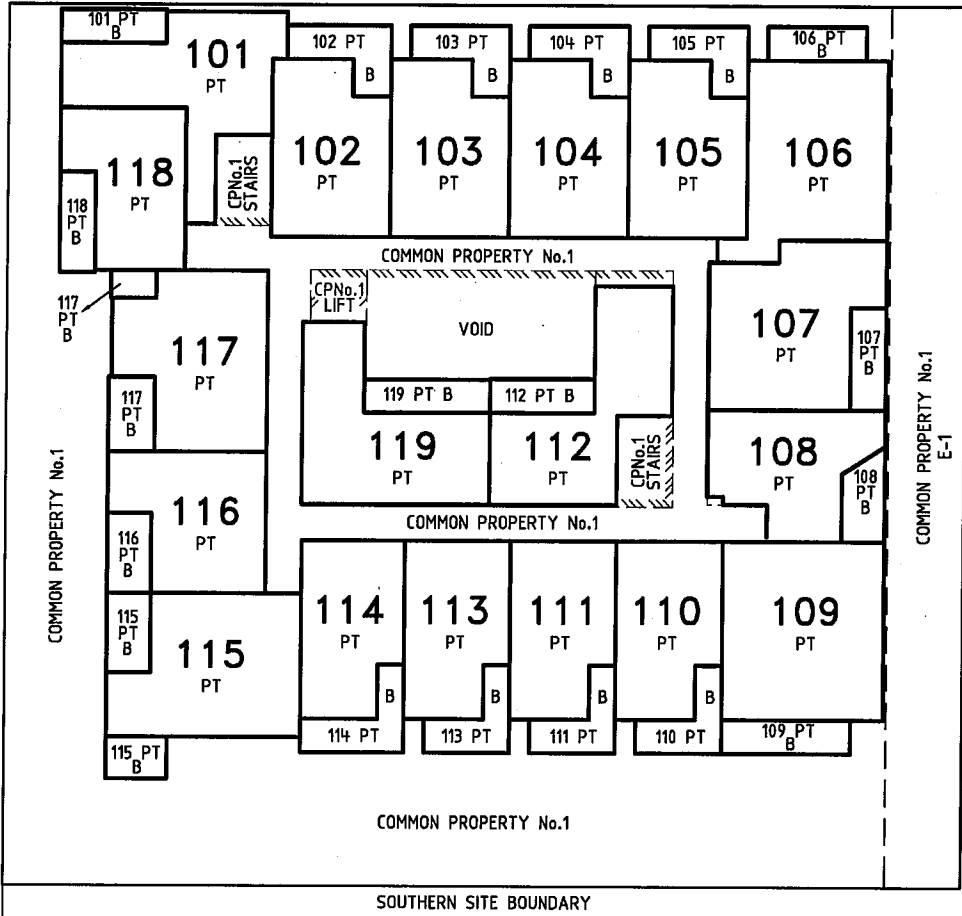 101 PT
B
101
PT
102 PT
B
103 PT
B
104 PT
B
105 PT
B
106 PT
B
118
PT
118
PT
B
CPNo.1
STAIRS
102
PT
103
PT
104
PT
105
PT
106
PT
COMMON PROPERTY No.1
117
PT
B
117
PT
117
PT
B
CPNo.1
LIFT
VOID
119 PT B
112 PT B
119
PT
112
PT
CPNo.1
STAIRS
107
PT
107
PT
B
108
PT
108
PT
B
COMMON PROPERTY No.1
E-1
COMMON PROPERTY No.1
116
PT
116
PT
B
COMMON PROPERTY No.1
115
PT
B
115
PT
115 PT
B
114
PT
B
114 PT
113
PT
B
113 PT
111
PT
B
111 PT
110
PT
B
110 PT
109
PT
109 PT
B
COMMON PROPERTY No.1
SOUTHERN SITE BOUNDARY